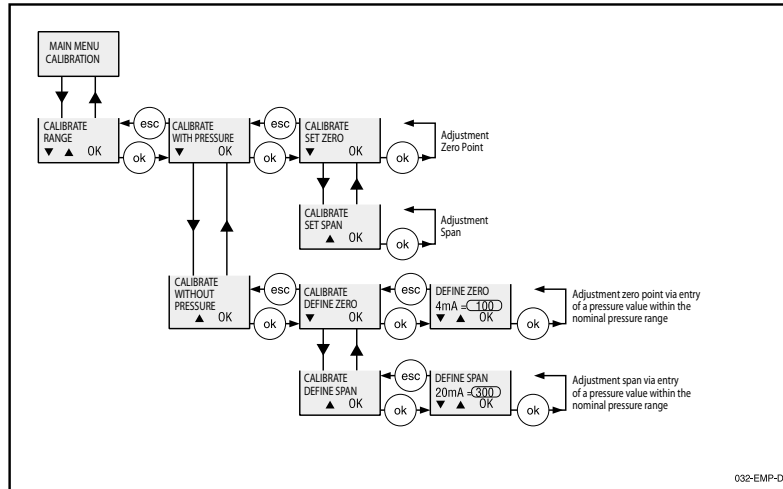 MAIN MENU
CALIBRATION
CALIBRATE
RANGE
▼ ▲ OK
esc
ok
CALIBRATE
WITH PRESSURE
▼ OK
esc
ok
CALIBRATE
SET ZERO
▼ OK
ok
Adjustment
Zero Point
CALIBRATE
SET SPAN
▲ OK
ok
Adjustment
Span
CALIBRATE
WITHOUT
PRESSURE
▲ OK
esc
ok
CALIBRATE
DEFINE ZERO
▼ OK
esc
ok
DEFINE ZERO
4mA = 100
▼ ▲ OK
ok
Adjustment zero point via entry
of a pressure value within the
nominal pressure range
CALIBRATE
DEFINE SPAN
▲ OK
esc
ok
DEFINE SPAN
20mA = 300
▼ ▲ OK
ok
Adjustment span via entry
of a pressure value within the
nominal pressure range
032-EMP-D